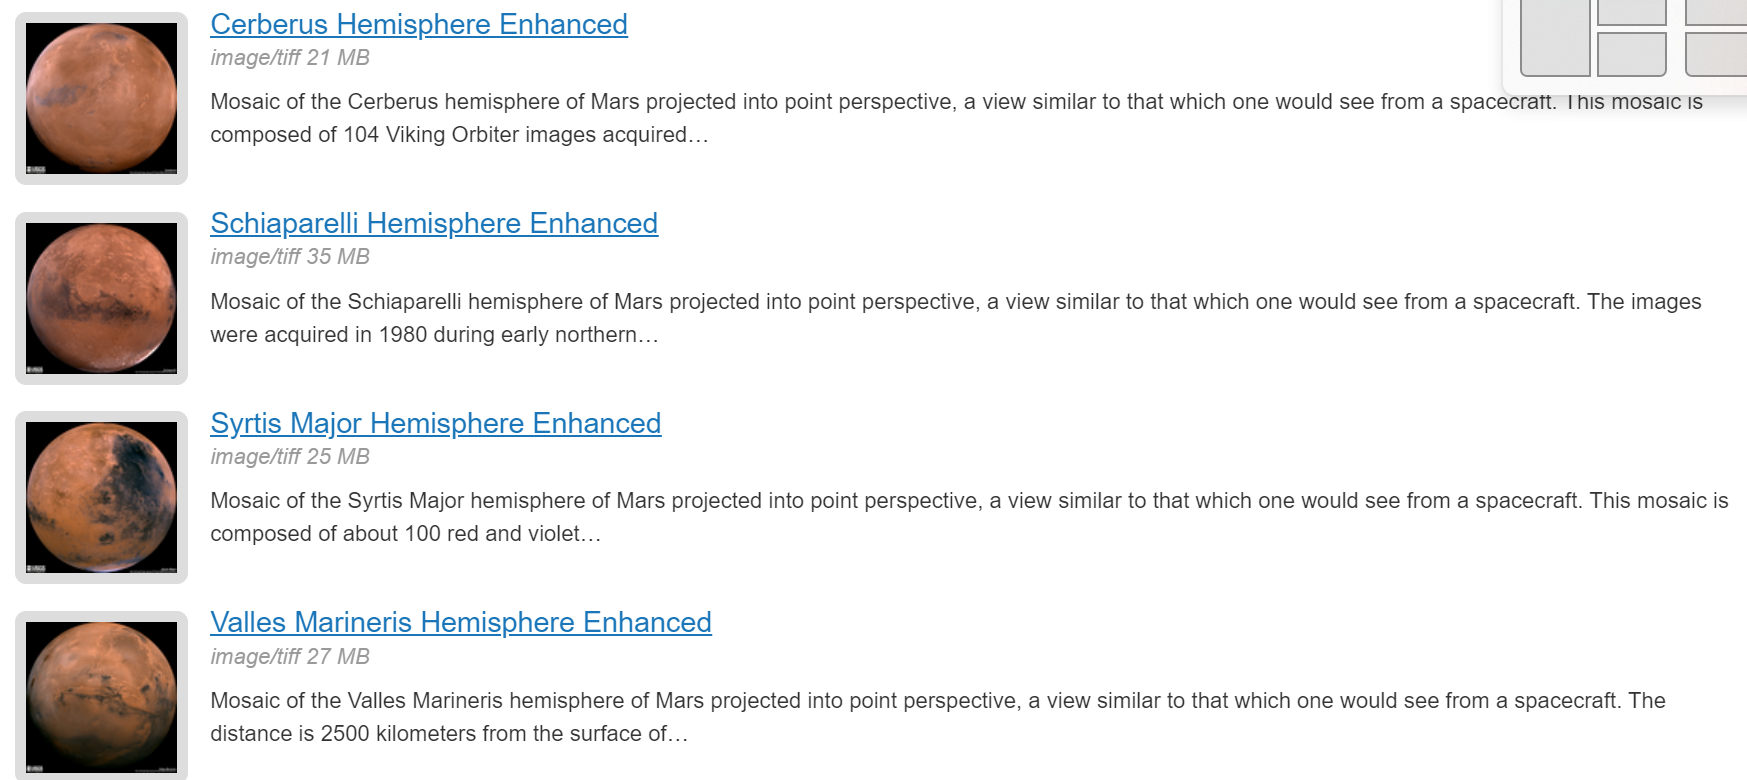 Cerberus Hemisphere Enhanced
image/tiff 21 MB
Mosaic of the Cerberus hemisphere of Mars projected into point perspective, a view similar to that which one would see from a spacecraft. This mosaic is
composed of 104 Viking Orbiter images acquired…
Schiaparelli Hemisphere Enhanced
image/tiff 35 MB
Mosaic of the Schiaparelli hemisphere of Mars projected into point perspective, a view similar to that which one would see from a spacecraft. The images
were acquired in 1980 during early northern…
Syrtis Major Hemisphere Enhanced
image/tiff 25 MB
Mosaic of the Syrtis Major hemisphere of Mars projected into point perspective, a view similar to that which one would see from a spacecraft. This mosaic is
composed of about 100 red and violet…
Valles Marineris Hemisphere Enhanced
image/tiff 27 MB
Mosaic of the Valles Marineris hemisphere of Mars projected into point perspective, a view similar to that which one would see from a spacecraft. The
distance is 2500 kilometers from the surface of…